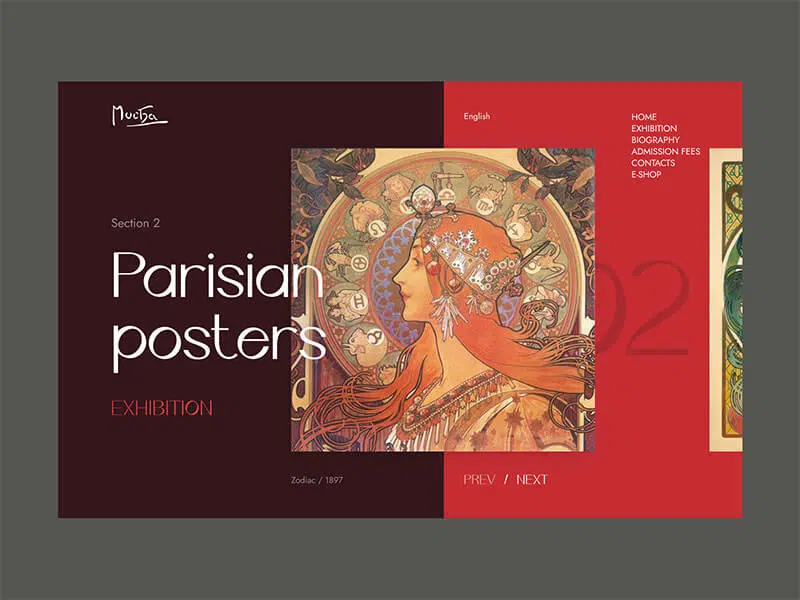 Mucha
English
HOME
EXHIBITION
BIOGRAPHY
ADMISSION FEES
CONTACTS
E-SHOP
Section 2
Parisian
posters
02
EXHIBITION
Zodiac / 1897
PREV / NEXT